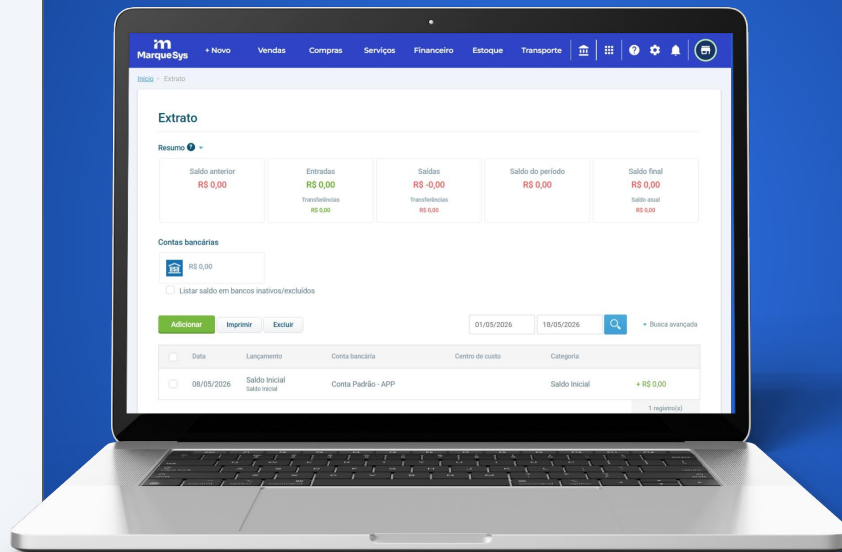 m
MarqueSys
+ Novo Vendas Compras Serviços Financeiro Estoque Transporte
Início > Extrato
Extrato
Resumo ?
Saldo anterior
R$ 0,00
Entradas
R$ 0,00
Transferências
R$ 0,00
Saídas
R$ -0,00
Transferências
R$ 0,00
Saldo do período
R$ 0,00
Saldo final
R$ 0,00
Saldo atual
R$ 0,00
Contas bancárias
R$ 0,00
Listar saldo em bancos inativos/excluídos
Adicionar Imprimir Excluir 01/05/2026 18/05/2026 Busca avançada
Data Lançamento Conta bancária Centro de custo Categoria
08/05/2026 Saldo Inicial Conta Padrão - APP Saldo Inicial + R$ 0,00
Saldo Inicial
1 registro(s)